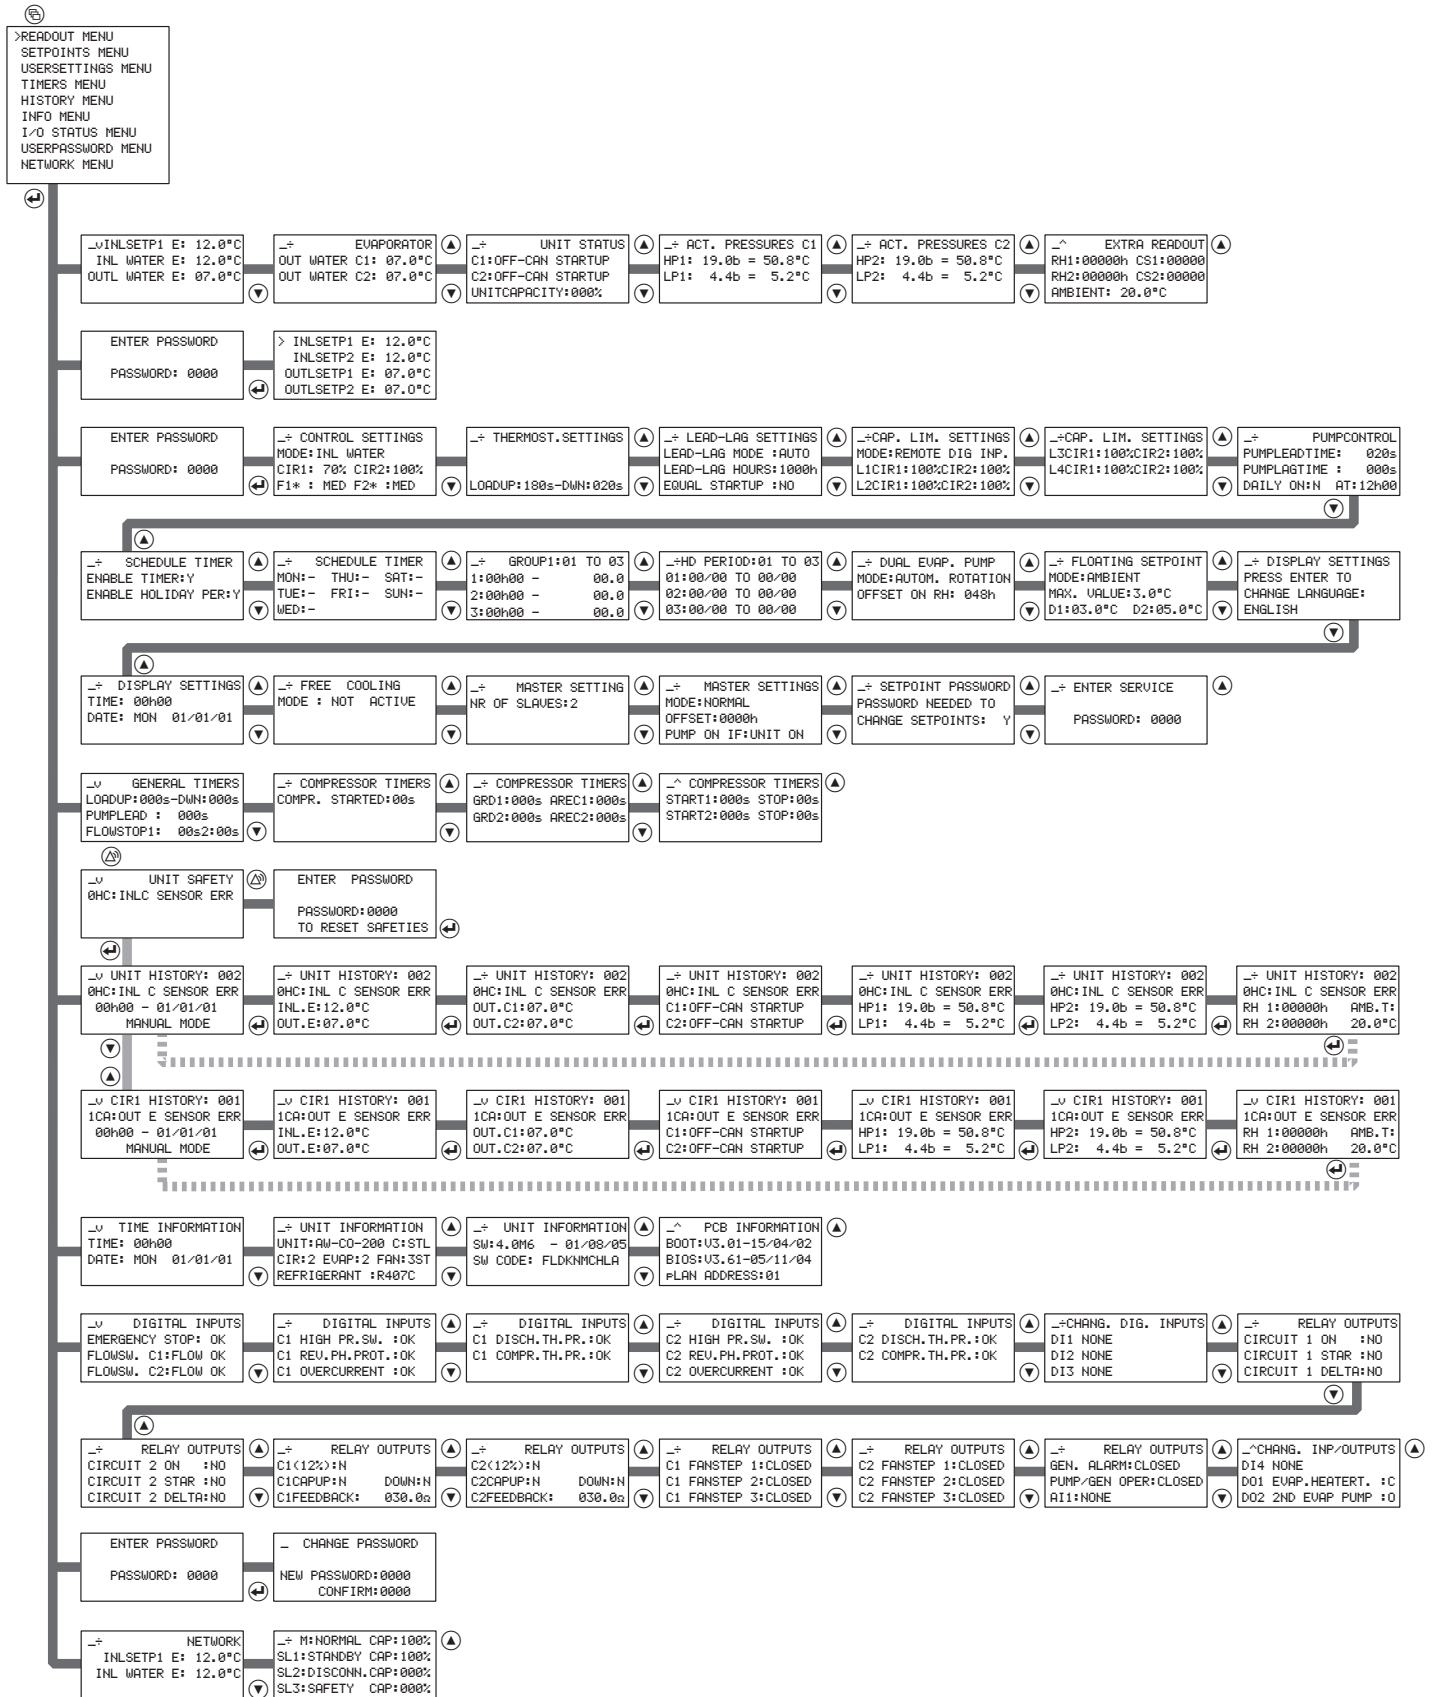 >READOUT MENU
SETPOINTS MENU
USERSETTINGS MENU
TIMERS MENU
HISTORY MENU
INFO MENU
I/O STATUS MENU
USERPASSWORD MENU
NETWORK MENU
_vINLSETP1 E: 12.0°C
INL WATER E: 12.0°C
OUTL WATER E: 07.0°C
_÷ EVAPORATOR
OUT WATER C1: 07.0°C
OUT WATER C2: 07.0°C
_÷ UNIT STATUS
C1:OFF-CAN STARTUP
C2:OFF-CAN STARTUP
UNITCAPACITY:000%
_÷ ACT. PRESSURES C1
HP1: 19.0b = 50.8°C
LP1: 4.4b = 5.2°C
_÷ ACT. PRESSURES C2
HP2: 19.0b = 50.8°C
LP2: 4.4b = 5.2°C
_^ EXTRA READOUT
RH1:00000h CS1:00000
RH2:00000h CS2:00000
AMBIENT: 20.0°C
ENTER PASSWORD
PASSWORD: 0000
> INLSETP1 E: 12.0°C
INLSETP2 E: 12.0°C
OUTLSETP1 E: 07.0°C
OUTLSETP2 E: 07.0°C
ENTER PASSWORD
PASSWORD: 0000
_÷ CONTROL SETTINGS
MODE:INL WATER
CIR1: 70% CIR2:100%
F1* : MED F2* :MED
_÷ THERMOST.SETTINGS
LOADUP:180s-DWN:020s
_÷ LEAD-LAG SETTINGS
LEAD-LAG MODE :AUTO
LEAD-LAG HOURS:1000h
EQUAL STARTUP :NO
_÷CAP. LIM. SETTINGS
MODE:REMOTE DIG INP.
L1CIR1:100%CIR2:100%
L2CIR1:100%CIR2:100%
_÷CAP. LIM. SETTINGS
L3CIR1:100%CIR2:100%
L4CIR1:100%CIR2:100%
_÷ PUMPCONTROL
PUMPLEADTIME: 020s
PUMPLAGTIME : 000s
DAILY ON:N AT:12h00
_÷ SCHEDULE TIMER
ENABLE TIMER:Y
ENABLE HOLIDAY PER:Y
_÷ SCHEDULE TIMER
MON:- THU:- SAT:-
TUE:- FRI:- SUN:-
WED:-
_÷ GROUP1:01 TO 03
1:00h00 - 00.0
2:00h00 - 00.0
3:00h00 - 00.0
_÷HD PERIOD:01 TO 03
01:00/00 TO 00/00
02:00/00 TO 00/00
03:00/00 TO 00/00
_÷ DUAL EVAP. PUMP
MODE:AUTOM. ROTATION
OFFSET ON RH: 048h
_÷ FLOATING SETPOINT
MODE:AMBIENT
MAX. VALUE:3.0°C
D1:03.0°C D2:05.0°C
_÷ DISPLAY SETTINGS
PRESS ENTER TO
CHANGE LANGUAGE:
ENGLISH
_÷ DISPLAY SETTINGS
TIME: 00h00
DATE: MON 01/01/01
_÷ FREE COOLING
MODE : NOT ACTIVE
_÷ MASTER SETTING
NR OF SLAVES:2
_÷ MASTER SETTINGS
MODE:NORMAL
OFFSET:0000h
PUMP ON IF:UNIT ON
_÷ SETPOINT PASSWORD
PASSWORD NEEDED TO
CHANGE SETPOINTS: Y
_÷ ENTER SERVICE
PASSWORD: 0000
_v GENERAL TIMERS
LOADUP:000s-DWN:000s
PUMPLEAD : 000s
FLOWSTOP1: 00s2:00s
_÷ COMPRESSOR TIMERS
COMPR. STARTED:00s
_÷ COMPRESSOR TIMERS
GRD1:000s AREC1:000s
GRD2:000s AREC2:000s
_^ COMPRESSOR TIMERS
START1:000s STOP:00s
START2:000s STOP:00s
_v UNIT SAFETY
0HC:INLC SENSOR ERR
ENTER PASSWORD
PASSWORD:0000
TO RESET SAFETIES
_v UNIT HISTORY: 002
0HC:INL C SENSOR ERR
00h00 - 01/01/01
MANUAL MODE
_÷ UNIT HISTORY: 002
0HC:INL C SENSOR ERR
INL.E:12.0°C
OUT.E:07.0°C
_÷ UNIT HISTORY: 002
0HC:INL C SENSOR ERR
OUT.C1:07.0°C
OUT.C2:07.0°C
_÷ UNIT HISTORY: 002
0HC:INL C SENSOR ERR
C1:OFF-CAN STARTUP
C2:OFF-CAN STARTUP
_÷ UNIT HISTORY: 002
0HC:INL C SENSOR ERR
HP1: 19.0b = 50.8°C
LP1: 4.4b = 5.2°C
_÷ UNIT HISTORY: 002
0HC:INL C SENSOR ERR
HP2: 19.0b = 50.8°C
LP2: 4.4b = 5.2°C
_÷ UNIT HISTORY: 002
0HC:INL C SENSOR ERR
RH 1:00000h AMB.T:
RH 2:00000h 20.0°C
_v CIR1 HISTORY: 001
1CA:OUT E SENSOR ERR
00h00 - 01/01/01
MANUAL MODE
_v CIR1 HISTORY: 001
1CA:OUT E SENSOR ERR
INL.E:12.0°C
OUT.E:07.0°C
_v CIR1 HISTORY: 001
1CA:OUT E SENSOR ERR
OUT.C1:07.0°C
OUT.C2:07.0°C
_v CIR1 HISTORY: 001
1CA:OUT E SENSOR ERR
C1:OFF-CAN STARTUP
C2:OFF-CAN STARTUP
_v CIR1 HISTORY: 001
1CA:OUT E SENSOR ERR
HP1: 19.0b = 50.8°C
LP1: 4.4b = 5.2°C
_v CIR1 HISTORY: 001
1CA:OUT E SENSOR ERR
HP2: 19.0b = 50.8°C
LP2: 4.4b = 5.2°C
_v CIR1 HISTORY: 001
1CA:OUT E SENSOR ERR
RH 1:00000h AMB.T:
RH 2:00000h 20.0°C
_v TIME INFORMATION
TIME: 00h00
DATE: MON 01/01/01
_÷ UNIT INFORMATION
UNIT:AW-CO-200 C:STL
CIR:2 EVAP:2 FAN:3ST
REFRIGERANT :R407C
_÷ UNIT INFORMATION
SW:4.0M6 - 01/08/05
SW CODE: FLDKNMCHLA
_^ PCB INFORMATION
BOOT:V3.01-15/04/02
BIOS:V3.61-05/11/04
pLAN ADDRESS:01
_v DIGITAL INPUTS
EMERGENCY STOP: OK
FLOWSW. C1:FLOW OK
FLOWSW. C2:FLOW OK
_÷ DIGITAL INPUTS
C1 HIGH PR.SW. :OK
C1 REV.PH.PROT.:OK
C1 OVERCURRENT :OK
_÷ DIGITAL INPUTS
C1 DISCH.TH.PR.:OK
C1 COMPR.TH.PR.:OK
_÷ DIGITAL INPUTS
C2 HIGH PR.SW. :OK
C2 REV.PH.PROT.:OK
C2 OVERCURRENT :OK
_÷ DIGITAL INPUTS
C2 DISCH.TH.PR.:OK
C2 COMPR.TH.PR.:OK
_÷CHANG. DIG. INPUTS
DI1 NONE
DI2 NONE
DI3 NONE
_÷ RELAY OUTPUTS
CIRCUIT 1 ON :NO
CIRCUIT 1 STAR :NO
CIRCUIT 1 DELTA:NO
_÷ RELAY OUTPUTS
CIRCUIT 2 ON :NO
CIRCUIT 2 STAR :NO
CIRCUIT 2 DELTA:NO
_÷ RELAY OUTPUTS
C1(12%):N
C1CAPUP:N DOWN:N
C1FEEDBACK: 030.0Ω
_÷ RELAY OUTPUTS
C2(12%):N
C2CAPUP:N DOWN:N
C2FEEDBACK: 030.0Ω
_÷ RELAY OUTPUTS
C1 FANSTEP 1:CLOSED
C1 FANSTEP 2:CLOSED
C1 FANSTEP 3:CLOSED
_÷ RELAY OUTPUTS
C2 FANSTEP 1:CLOSED
C2 FANSTEP 2:CLOSED
C2 FANSTEP 3:CLOSED
_÷ RELAY OUTPUTS
GEN. ALARM:CLOSED
PUMP/GEN OPER:CLOSED
AI1:NONE
_^CHANG. INP/OUTPUTS
DI4 NONE
DO1 EVAP.HEATERT. :C
DO2 2ND EVAP PUMP :O
ENTER PASSWORD
PASSWORD: 0000
_ CHANGE PASSWORD
NEW PASSWORD:0000
CONFIRM:0000
_÷ NETWORK
INLSETP1 E: 12.0°C
INL WATER E: 12.0°C
_÷ M:NORMAL CAP:100%
SL1:STANDBY CAP:100%
SL2:DISCONN.CAP:000%
SL3:SAFETY CAP:000%